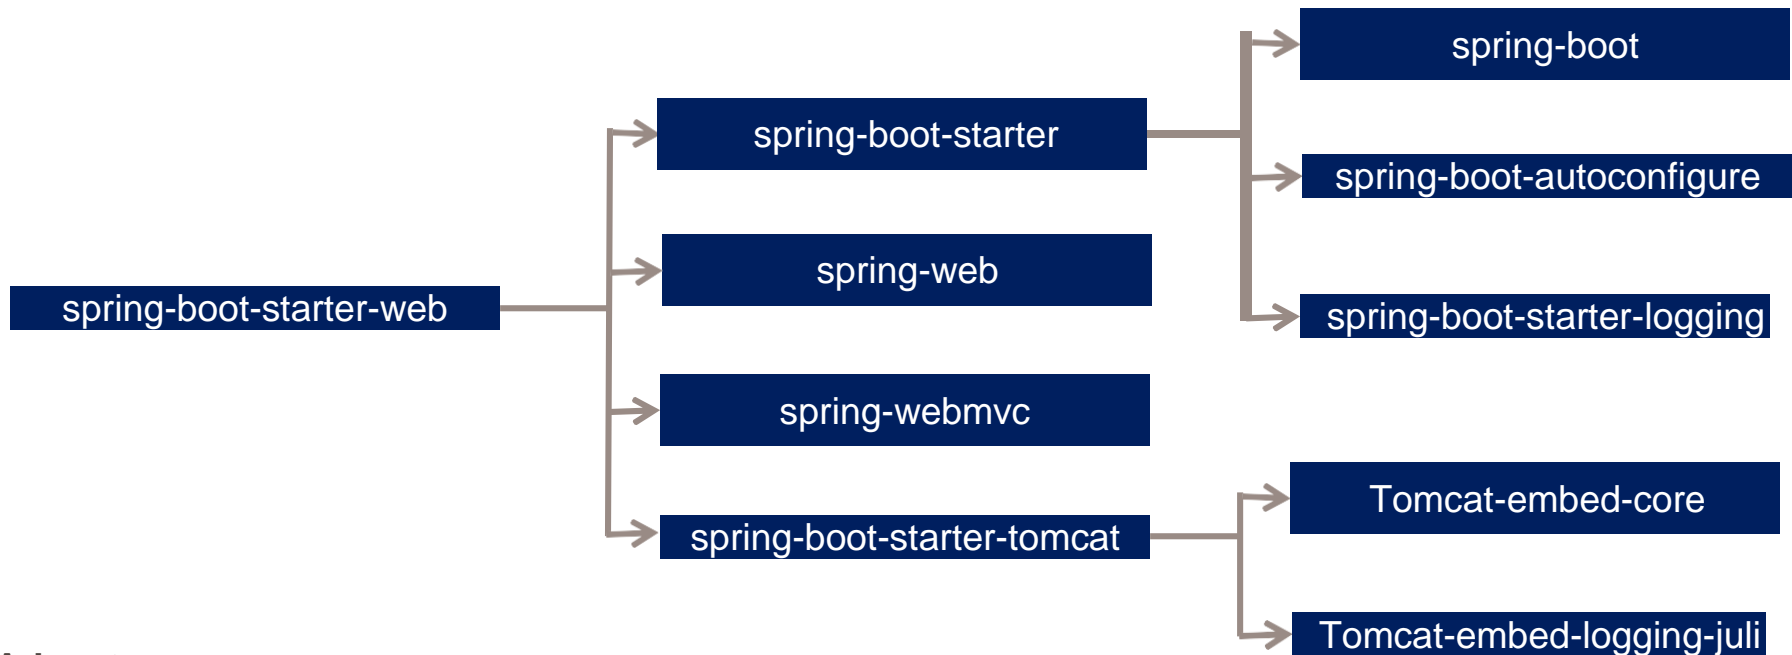 spring-boot
spring-boot-starter
spring-boot-autoconfigure
spring-web
spring-boot-starter-web
spring-boot-starter-logging
spring-webmvc
Tomcat-embed-core
spring-boot-starter-tomcat
Tomcat-embed-logging-juli